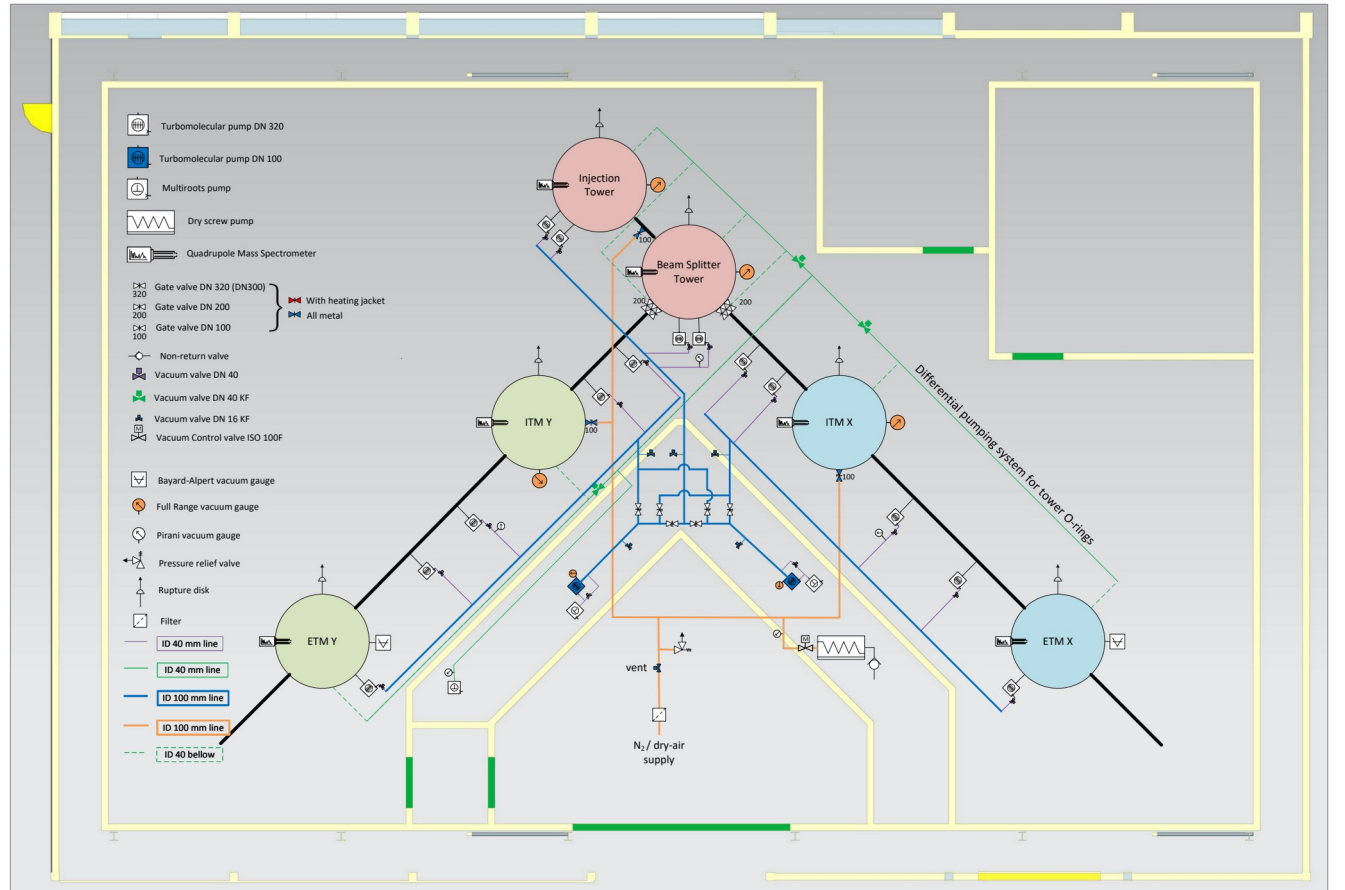 Turbomolecular pump DN 320
Turbomolecular pump DN 100
Multiroots pump
Dry screw pump
Quadrupole Mass Spectrometer
Gate valve DN 320 (DN300)
320
Gate valve DN 200
200
Gate valve DN 100
100
With heating jacket
All metal
Non-return valve
Vacuum valve DN 40
Vacuum valve DN 40 KF
Vacuum valve DN 16 KF
M
Vacuum Control valve ISO 100F
Bayard-Alpert vacuum gauge
Full Range vacuum gauge
Pirani vacuum gauge
Pressure relief valve
Rupture disk
Filter
ID 40 mm line
ID 40 mm line
ID 100 mm line
ID 100 mm line
ID 40 bellow
Injection
Tower
100
Beam Splitter
Tower
200
200
ITM Y
100
ITM X
100
Differential pumping system for tower O-rings
ETM Y
ETM X
M
vent
N₂ / dry-air
supply